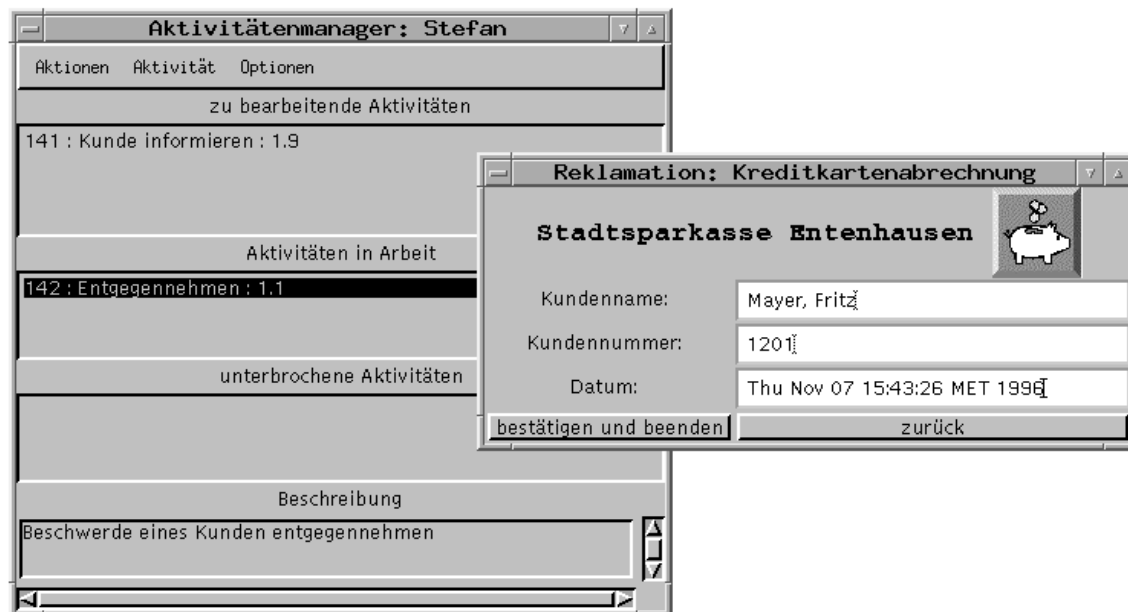 Aktivitätenmanager: Stefan
Aktionen Aktivität Optionen
zu bearbeitende Aktivitäten
141 : Kunde informieren : 1.9
Aktivitäten in Arbeit
142 : Entgegennehmen : 1.1
unterbrochene Aktivitäten
Beschreibung
Beschwerde eines Kunden entgegennehmen
Reklamation: Kreditkartenabrechnung
Stadtsparkasse Entenhausen
Kundenname: Mayer, Fritz
Kundennummer: 1201
Datum: Thu Nov 07 15:43:26 MET 1996
bestätigen und beenden zurück